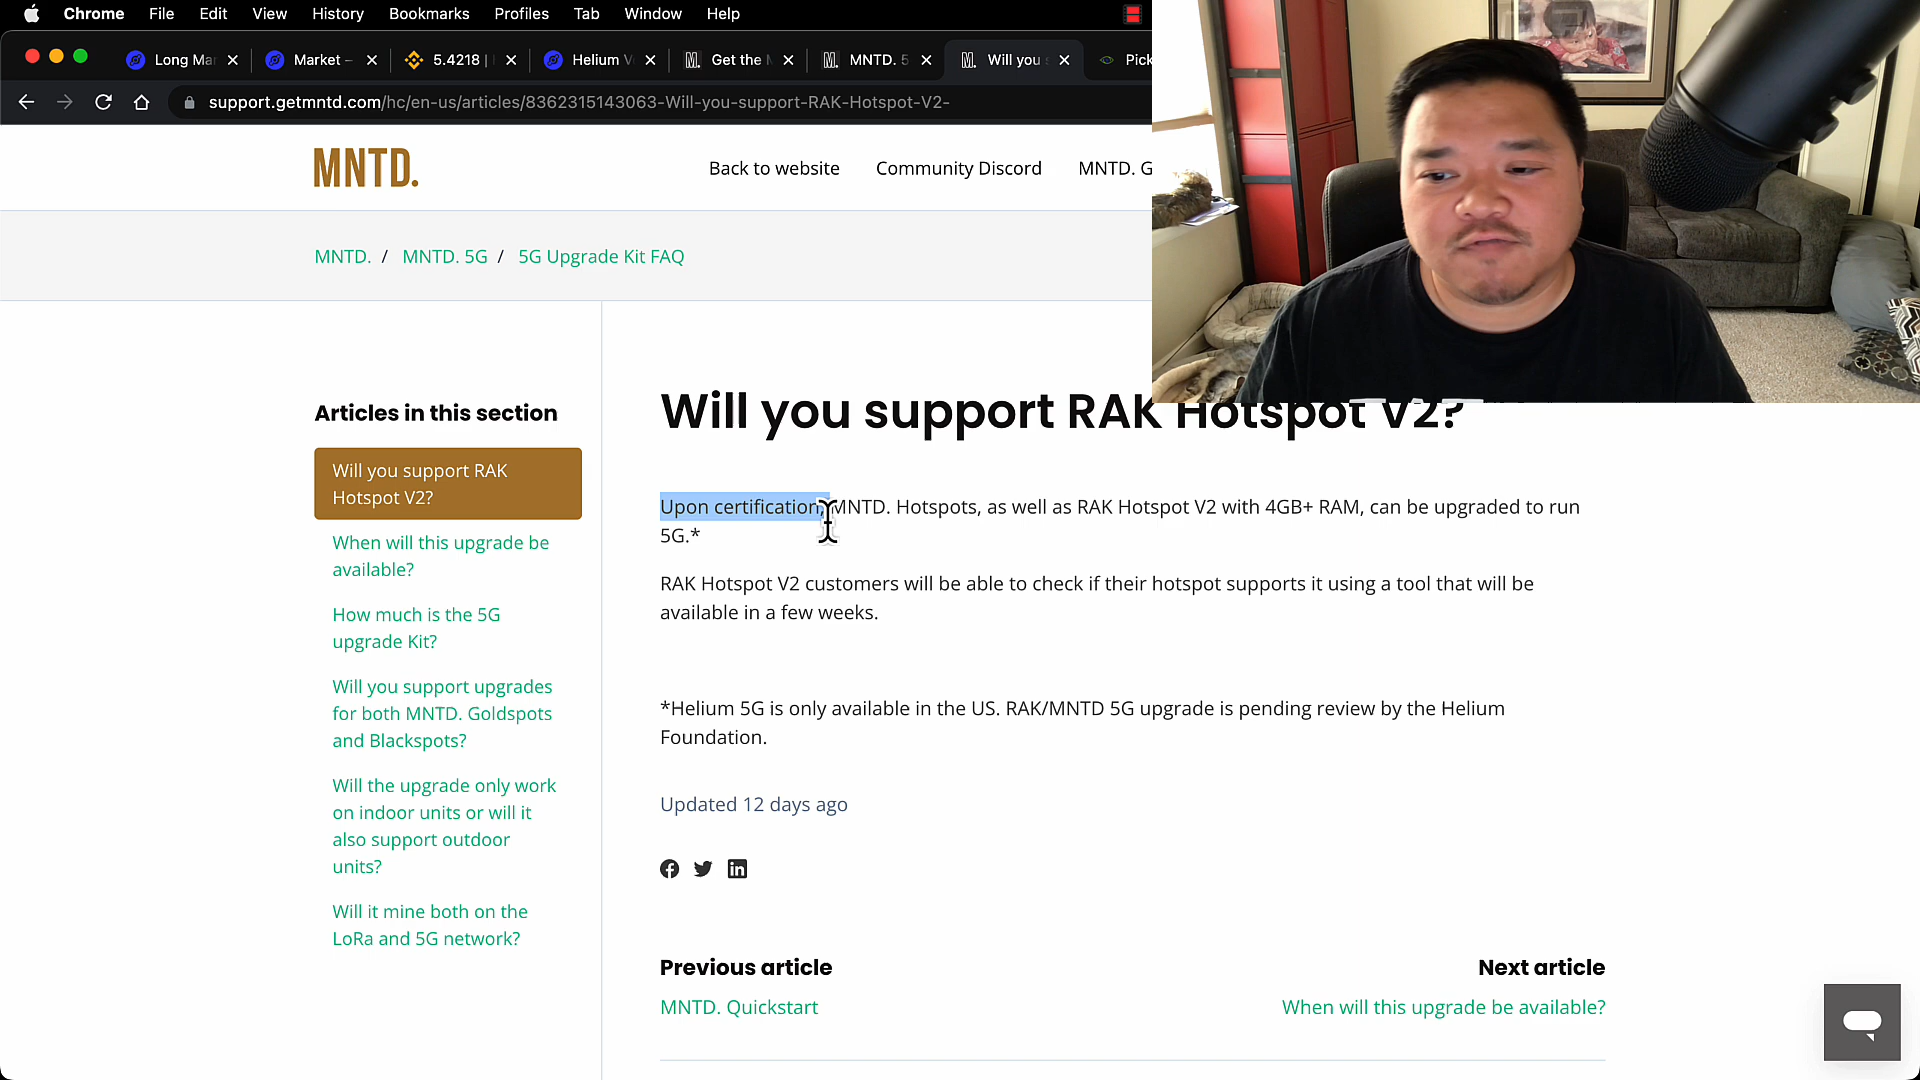 Chrome File Edit View History Bookmarks Profiles Tab Window Help
Long Mar Market – 5.4218 | Helium V Get the MNTD. 5 Will you Pick
support.getmntd.com/hc/en-us/articles/8362315143063-Will-you-support-RAK-Hotspot-V2-
MNTD.
Back to website Community Discord MNTD. G
MNTD. / MNTD. 5G / 5G Upgrade Kit FAQ
Articles in this section
Will you support RAK
Hotspot V2?
When will this upgrade be
available?
How much is the 5G
upgrade Kit?
Will you support upgrades
for both MNTD. Goldspots
and Blackspots?
Will the upgrade only work
on indoor units or will it
also support outdoor
units?
Will it mine both on the
LoRa and 5G network?
Will you support RAK Hotspot V2?
Upon certification, MNTD. Hotspots, as well as RAK Hotspot V2 with 4GB+ RAM, can be upgraded to run
5G.*
RAK Hotspot V2 customers will be able to check if their hotspot supports it using a tool that will be
available in a few weeks.
*Helium 5G is only available in the US. RAK/MNTD 5G upgrade is pending review by the Helium
Foundation.
Updated 12 days ago
Previous article
MNTD. Quickstart
Next article
When will this upgrade be available?